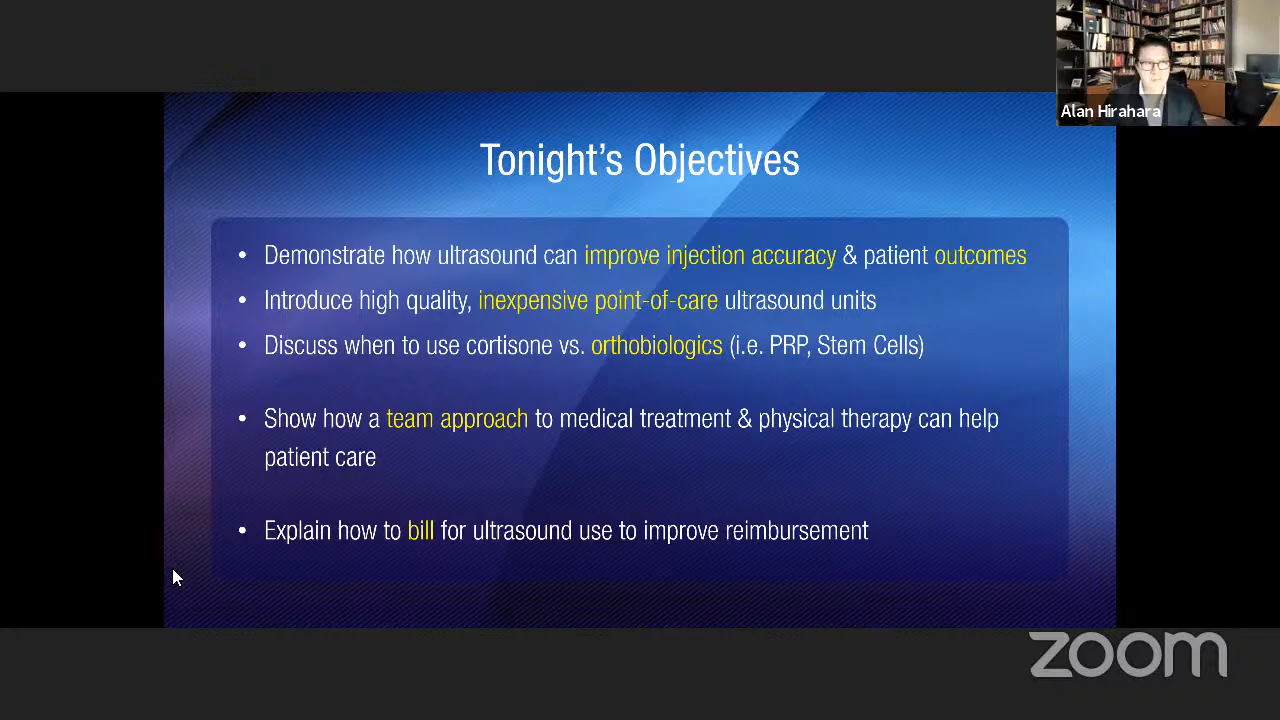 Alan Hirahara
Tonight's Objectives
• Demonstrate how ultrasound can improve injection accuracy & patient outcomes
• Introduce high quality, inexpensive point-of-care ultrasound units
• Discuss when to use cortisone vs. orthobiologics (i.e. PRP, Stem Cells)
• Show how a team approach to medical treatment & physical therapy can help
patient care
• Explain how to bill for ultrasound use to improve reimbursement
zoom